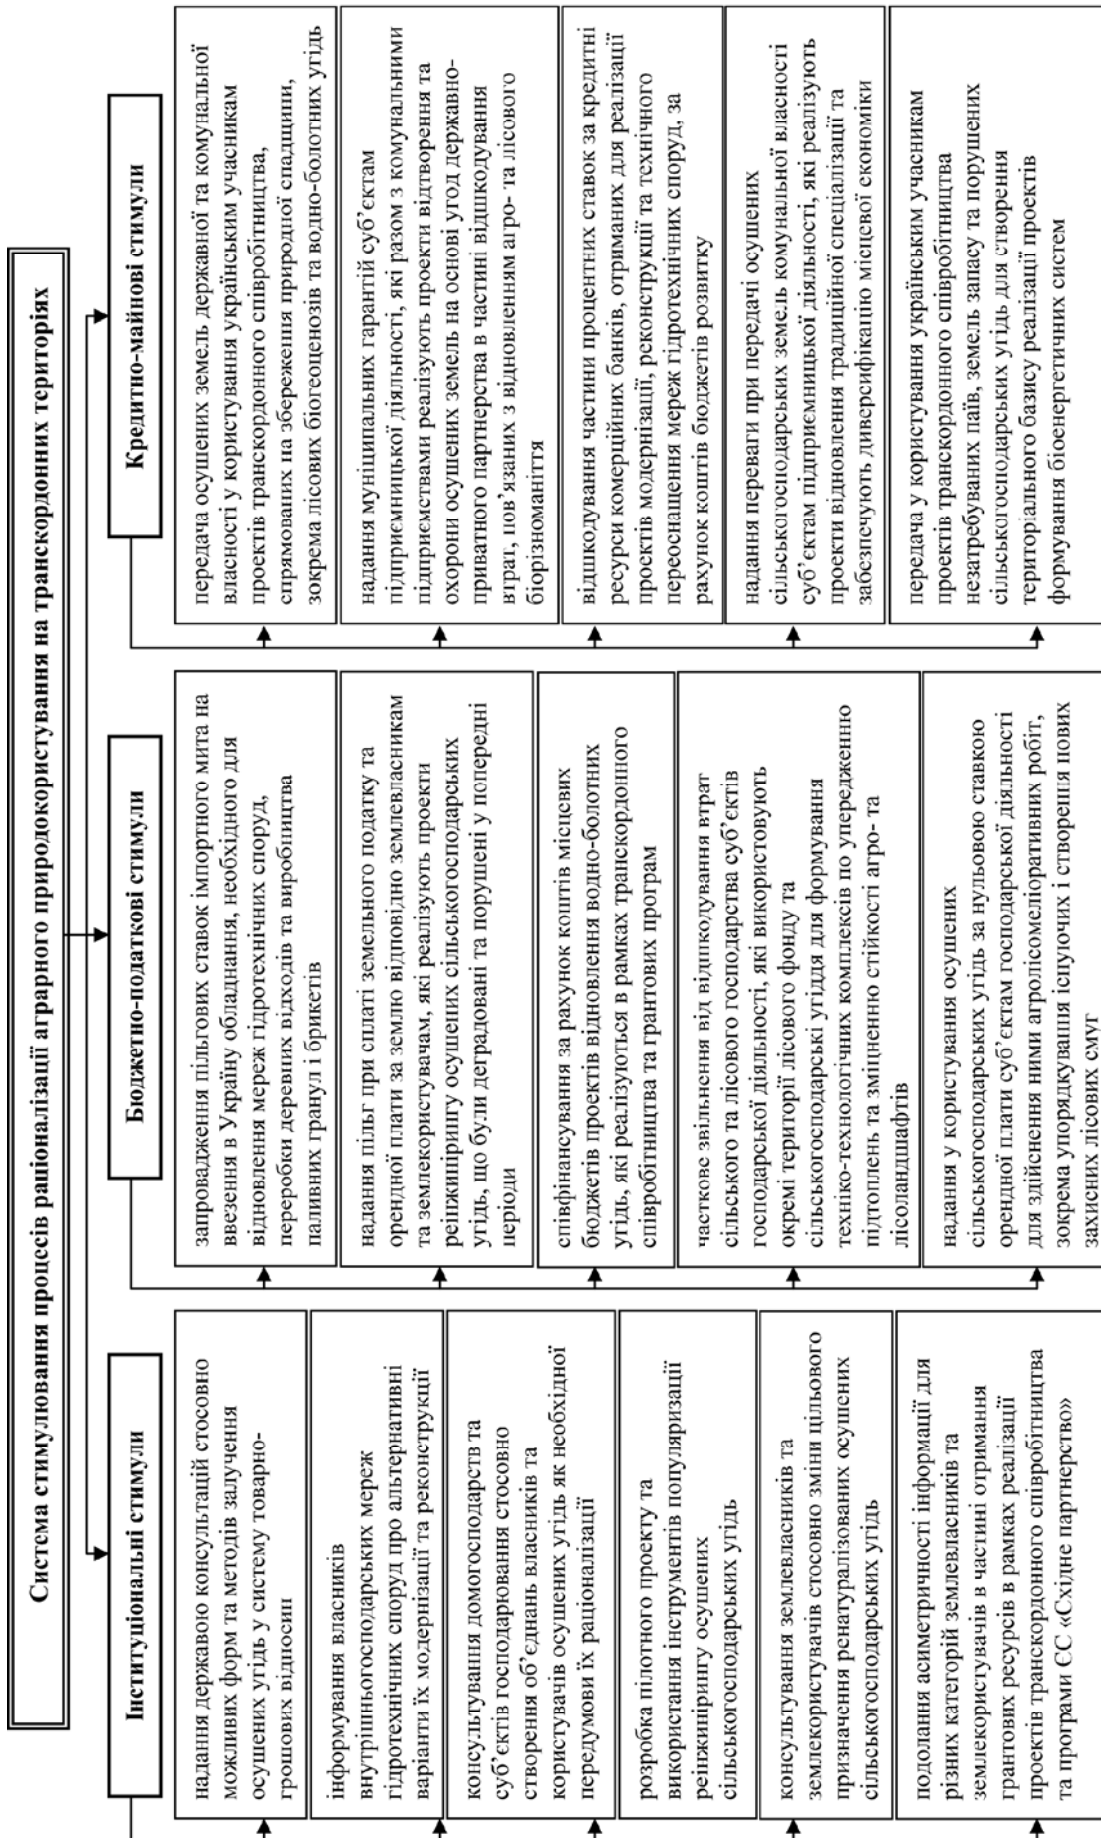 Система стимулювання процесів раціоналізації аграрного природокористування на транскордонних територіях
Інституціональні стимули
надання державою консультацій стосовно
можливих форм та методів залучення
осушених угідь у систему товарно-
грошових відносин
інформування власників
внутрішньогосподарських мереж
гідротехнічних споруд про альтернативні
варіанти їх модернізації та реконструкції
консультування домогосподарств та
суб’єктів господарювання стосовно
створення об’єднань власників та
користувачів осушених угідь як необхідної
передумови їх раціоналізації
розробка пілотного проекту та
використання інструментів популяризації
реінжинірингу осушених
сільськогосподарських угідь
консультування землевласників та
землекористувачів стосовно зміни цільового
призначення ренатуралізованих осушених
сільськогосподарських угідь
подолання асиметричності інформації для
різних категорій землевласників та
землекористувачів в частині отримання
грантових ресурсів в рамках реалізації
проектів транскордонного співробітництва
та програми ЄС «Східне партнерство»
Бюджетно-податкові стимули
запровадження пільгових ставок імпортного мита на
ввезення в Україну обладнання, необхідного для
відновлення мереж гідротехнічних споруд,
переробки деревних відходів та виробництва
паливних гранул і брикетів
надання пільг при сплаті земельного податку та
орендної плати за землю відповідно землевласникам
та землекористувачам, які реалізують проекти
реінжинірингу осушених сільськогосподарських
угідь, що були деградовані та порушені у попередні
періоди
співфінансування за рахунок коштів місцевих
бюджетів проектів відновлення водно-болотних
угідь, які реалізуються в рамках транскордонного
співробітництва та грантових програм
часткове звільнення від відшкодування втрат
сільського та лісового господарства суб’єктів
господарської діяльності, які використовують
окремі території лісового фонду та
сільськогосподарські угіддя для формування
техніко-технологічних комплексів по упередженню
підтоплень та зміцненню стійкості агро- та
лісоландшафтів
надання у користування осушених
сільськогосподарських угідь за нульовою ставкою
орендної плати суб’єктам господарської діяльності
для здійснення ними агролісомеліоративних робіт,
зокрема упорядкування існуючих і створення нових
захисних лісових смуг
Кредитно-майнові стимули
передача осушених земель державної та комунальної
власності у користування українським учасникам
проектів транскордонного співробітництва,
спрямованих на збереження природної спадщини,
зокрема лісових біогеоценозів та водно-болотних угідь
надання муніципальних гарантій суб’єктам
підприємницької діяльності, які разом з комунальними
підприємствами реалізують проекти відтворення та
охорони осушених земель на основі угод державно-
приватного партнерства в частині відшкодування
втрат, пов’язаних з відновленням агро- та лісового
біорізноманіття
відшкодування частини процентних ставок за кредитні
ресурси комерційних банків, отриманих для реалізації
проектів модернізації, реконструкції та технічного
переоснащення мереж гідротехнічних споруд, за
рахунок коштів бюджетів розвитку
надання переваги при передачі осушених
сільськогосподарських земель комунальної власності
суб’єктам підприємницької діяльності, які реалізують
проекти відновлення традиційної спеціалізації та
забезпечують диверсифікацію місцевої економіки
передача у користування українським учасникам
проектів транскордонного співробітництва
незатребуваних паїв, земель запасу та порушених
сільськогосподарських угідь для створення
територіального базису реалізації проектів
формування біоенергетичних систем